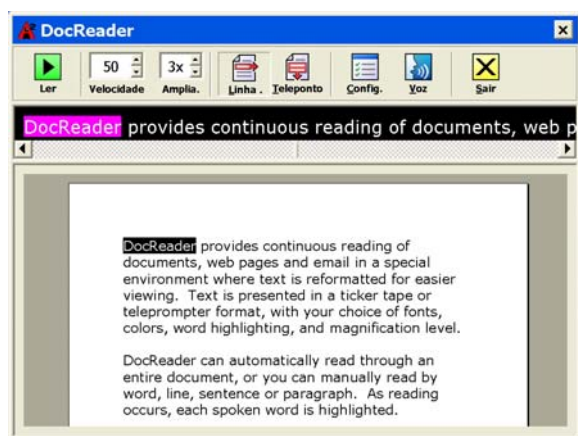 DocReader
50 3x
Ler Velocidade Amplia. Linha . Teleponto Config. Voz Sair
DocReader provides continuous reading of documents, web p
DocReader provides continuous reading of
documents, web pages and email in a special
environment where text is reformatted for easier
viewing. Text is presented in a ticker tape or
teleprompter format, with your choice of fonts,
colors, word highlighting, and magnification level.
DocReader can automatically read through an
entire document, or you can manually read by
word, line, sentence or paragraph. As reading
occurs, each spoken word is highlighted.